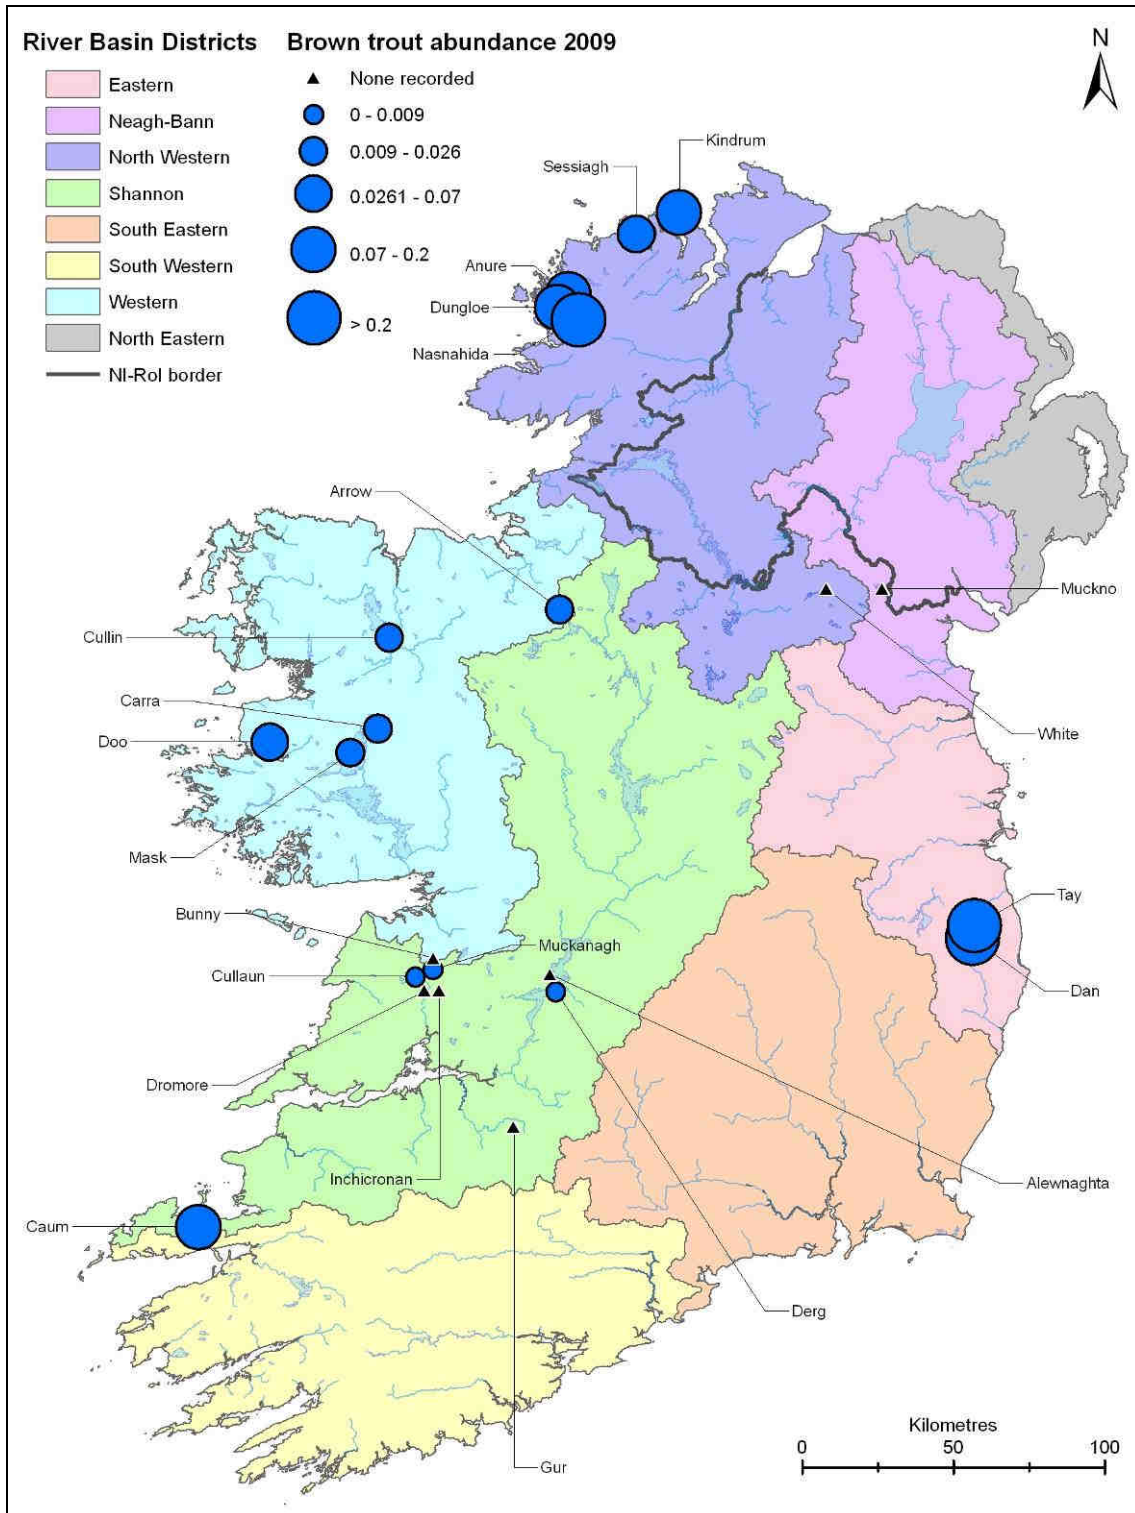 River Basin Districts
Eastern
Neagh-Bann
North Western
Shannon
South Eastern
South Western
Western
North Eastern
NI-RoI border
Brown trout abundance 2009
None recorded
0 - 0.009
0.009 - 0.026
0.0261 - 0.07
0.07 - 0.2
> 0.2
N
Kindrum
Sessiagh
Anure
Dungloe
Nasnahida
Arrow
Muckno
Cullin
Carra
Doo
White
Mask
Tay
Bunny
Muckanagh
Cullaun
Dan
Dromore
Inchicronan
Alewnaghta
Caum
Derg
Gur
Kilometres
0 50 100